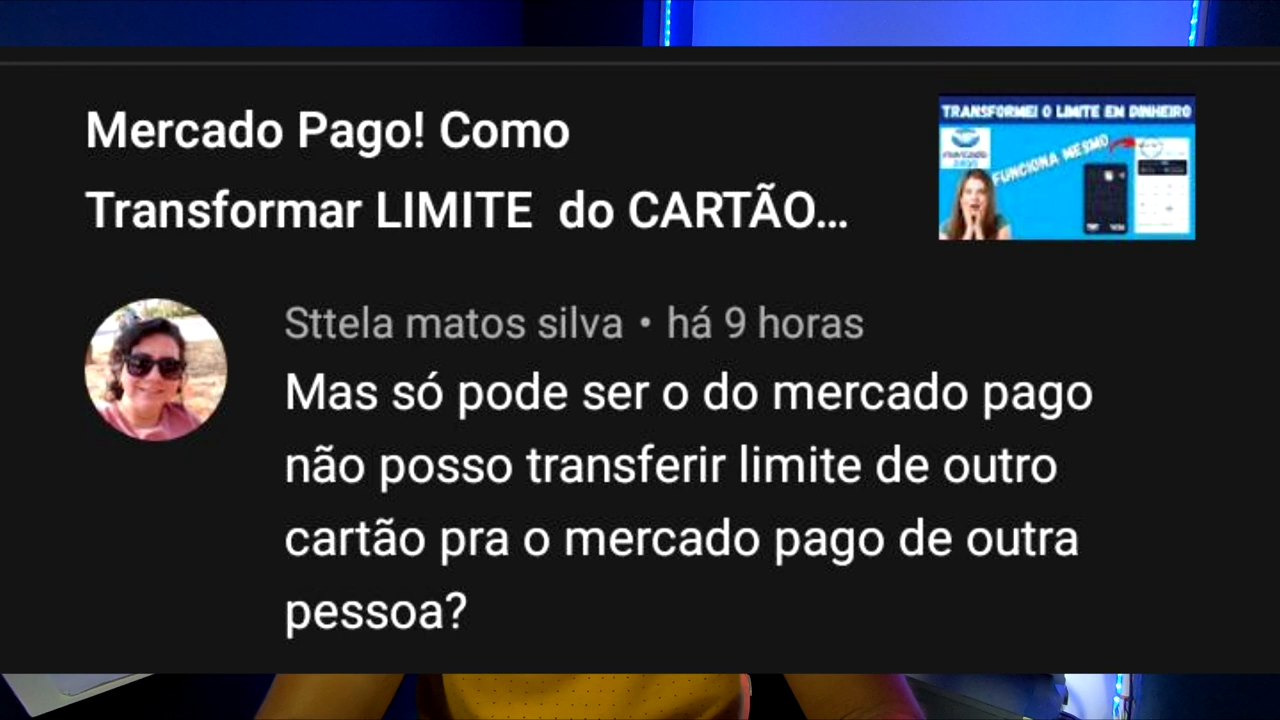 Mercado Pago! Como
Transformar LIMITE do CARTÃO...
TRANSFORMEI O LIMITE EM DINHEIRO
mercado
pago
FUNCIONA MESMO
Sttela matos silva • há 9 horas
Mas só pode ser o do mercado pago
não posso transferir limite de outro
cartão pra o mercado pago de outra
pessoa?